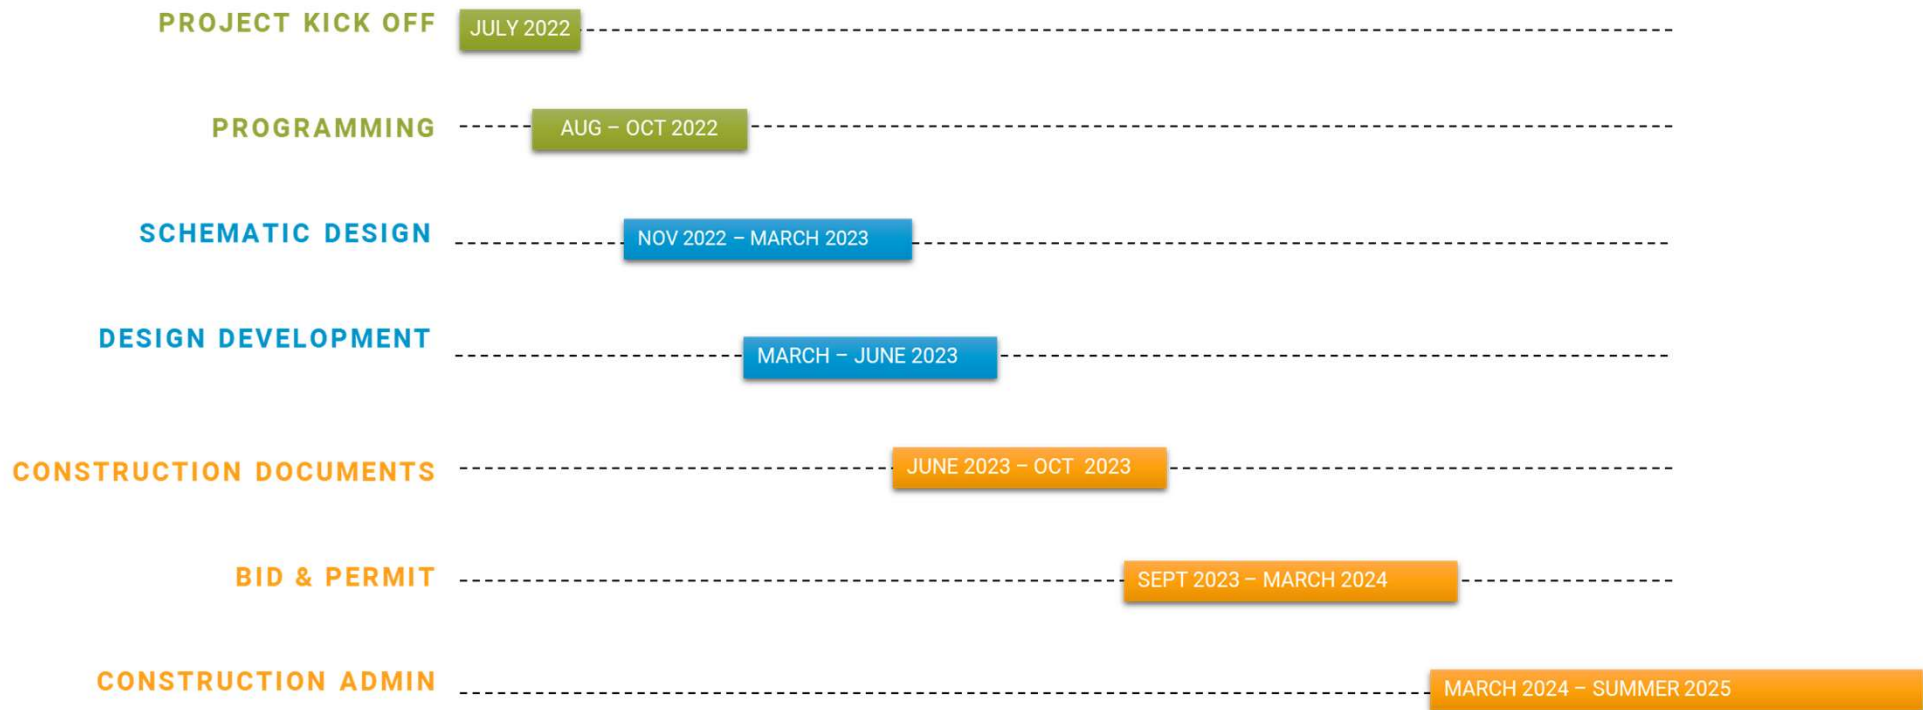 PROJECT KICK OFF JULY 2022
PROGRAMMING AUG – OCT 2022
SCHEMATIC DESIGN NOV 2022 – MARCH 2023
DESIGN DEVELOPMENT MARCH – JUNE 2023
CONSTRUCTION DOCUMENTS JUNE 2023 – OCT 2023
BID & PERMIT SEPT 2023 – MARCH 2024
CONSTRUCTION ADMIN MARCH 2024 – SUMMER 2025